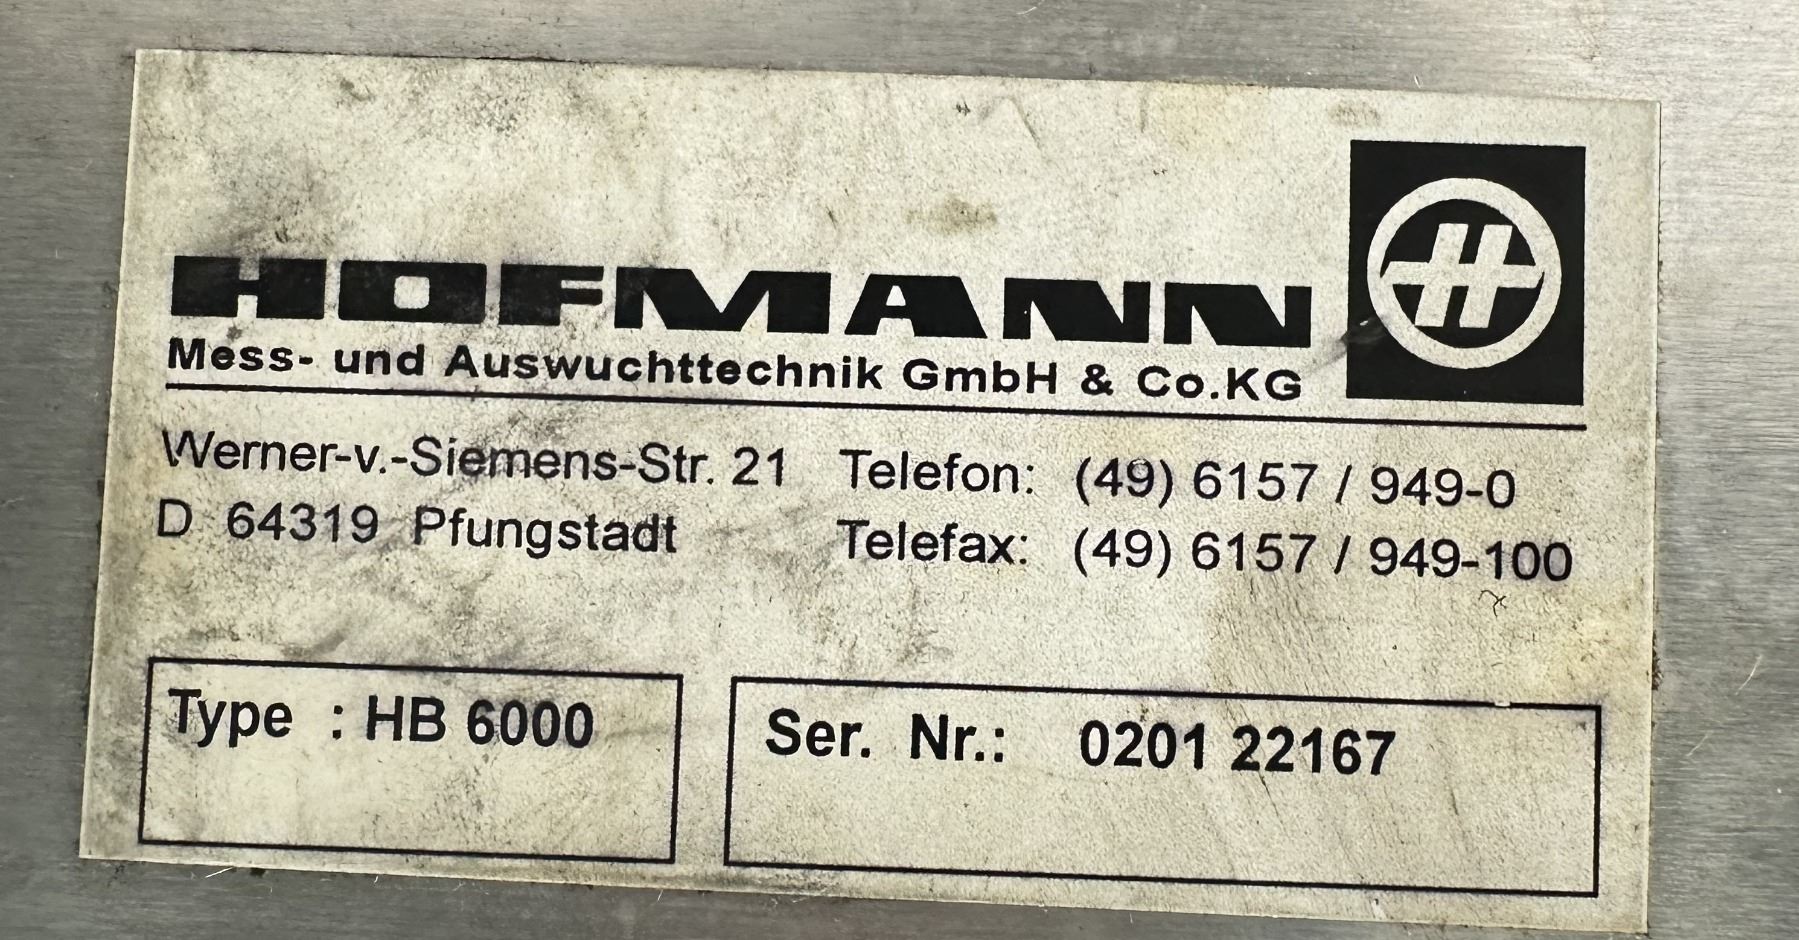 HOFMANN
Mess- und Auswuchttechnik GmbH & Co.KG
Werner-v.-Siemens-Str. 21 Telefon: (49) 6157 / 949-0
D 64319 Pfungstadt Telefax: (49) 6157 / 949-100
Type : HB 6000 Ser. Nr.: 0201 22167